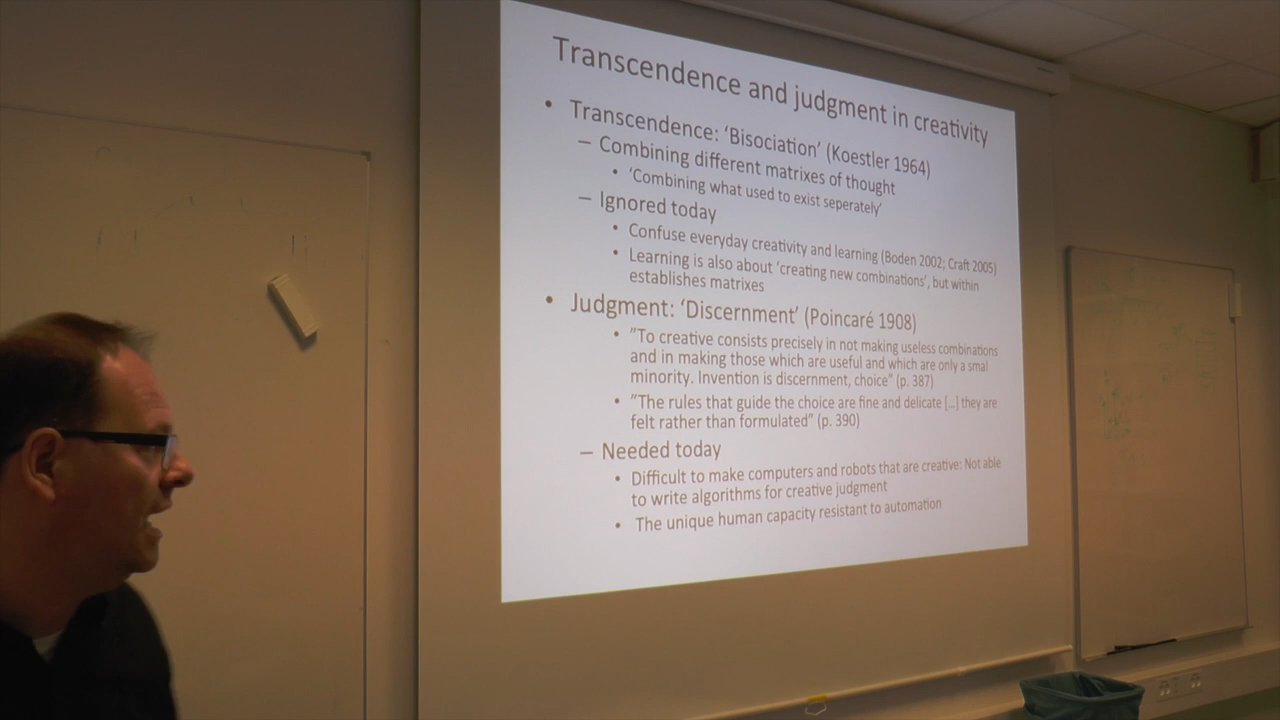 Transcendence and judgment in creativity
• Transcendence: ‘Bisociation’ (Koestler 1964)
– Combining different matrixes of thought
• ‘Combining what used to exist seperately’
– Ignored today
• Confuse everyday creativity and learning (Boden 2002; Craft 2005)
• Learning is also about ‘creating new combinations’, but within
establishes matrixes
• Judgment: ‘Discernment’ (Poincaré 1908)
• ”To creative consists precisely in not making useless combinations
and in making those which are useful and which are only a smal
minority. Invention is discernment, choice” (p. 387)
• ”The rules that guide the choice are fine and delicate [...] they are
felt rather than formulated” (p. 390)
– Needed today
• Difficult to make computers and robots that are creative: Not able
to write algorithms for creative judgment
• The unique human capacity resistant to automation